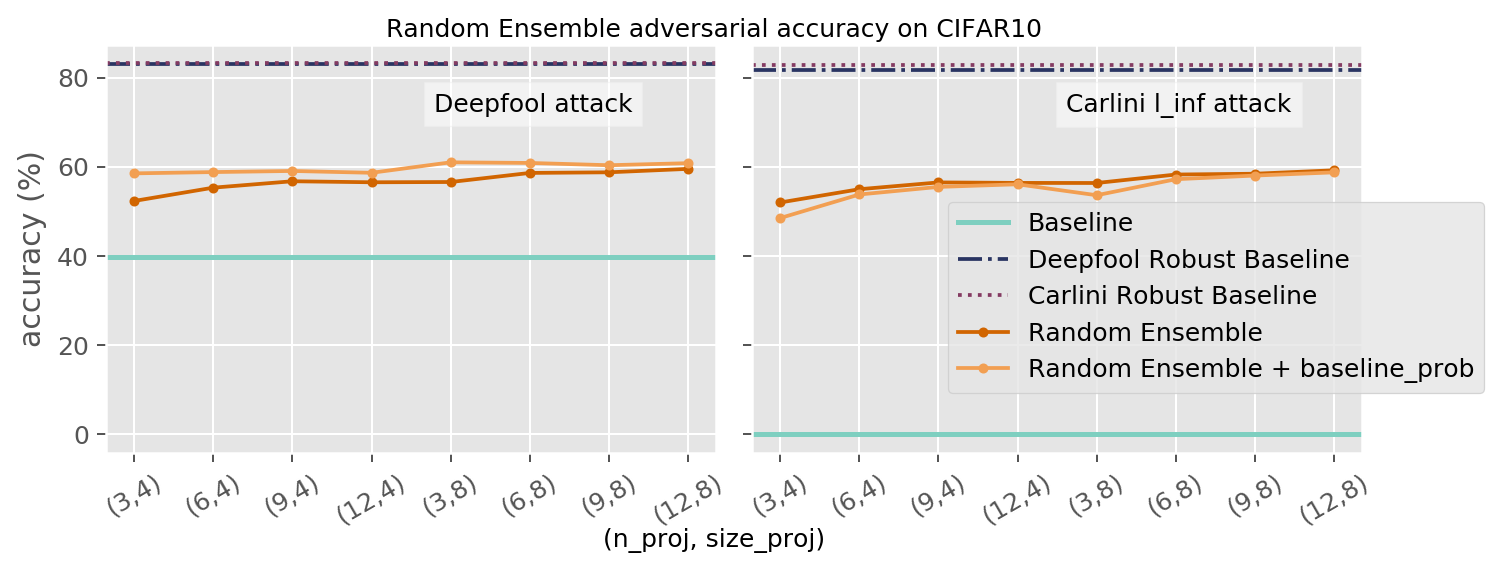 Random Ensemble adversarial accuracy on CIFAR10
accuracy (%)
80
60
40
20
0
Deepfool attack
(3,4)
(6,4)
(9,4)
(12,4)
(3,8)
(6,8)
(9,8)
(12,8)
Carlini l_inf attack
Baseline
Deepfool Robust Baseline
Carlini Robust Baseline
Random Ensemble
Random Ensemble + baseline_prob
(3,4)
(6,4)
(9,4)
(12,4)
(3,8)
(6,8)
(9,8)
(12,8)
(n_proj, size_proj)